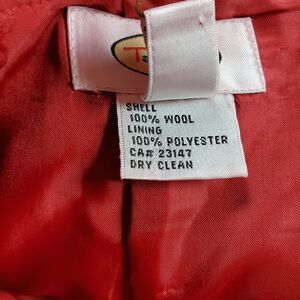 SHELL
100% WOOL
LINING
100% POLYESTER
CA# 23147
DRY CLEAN